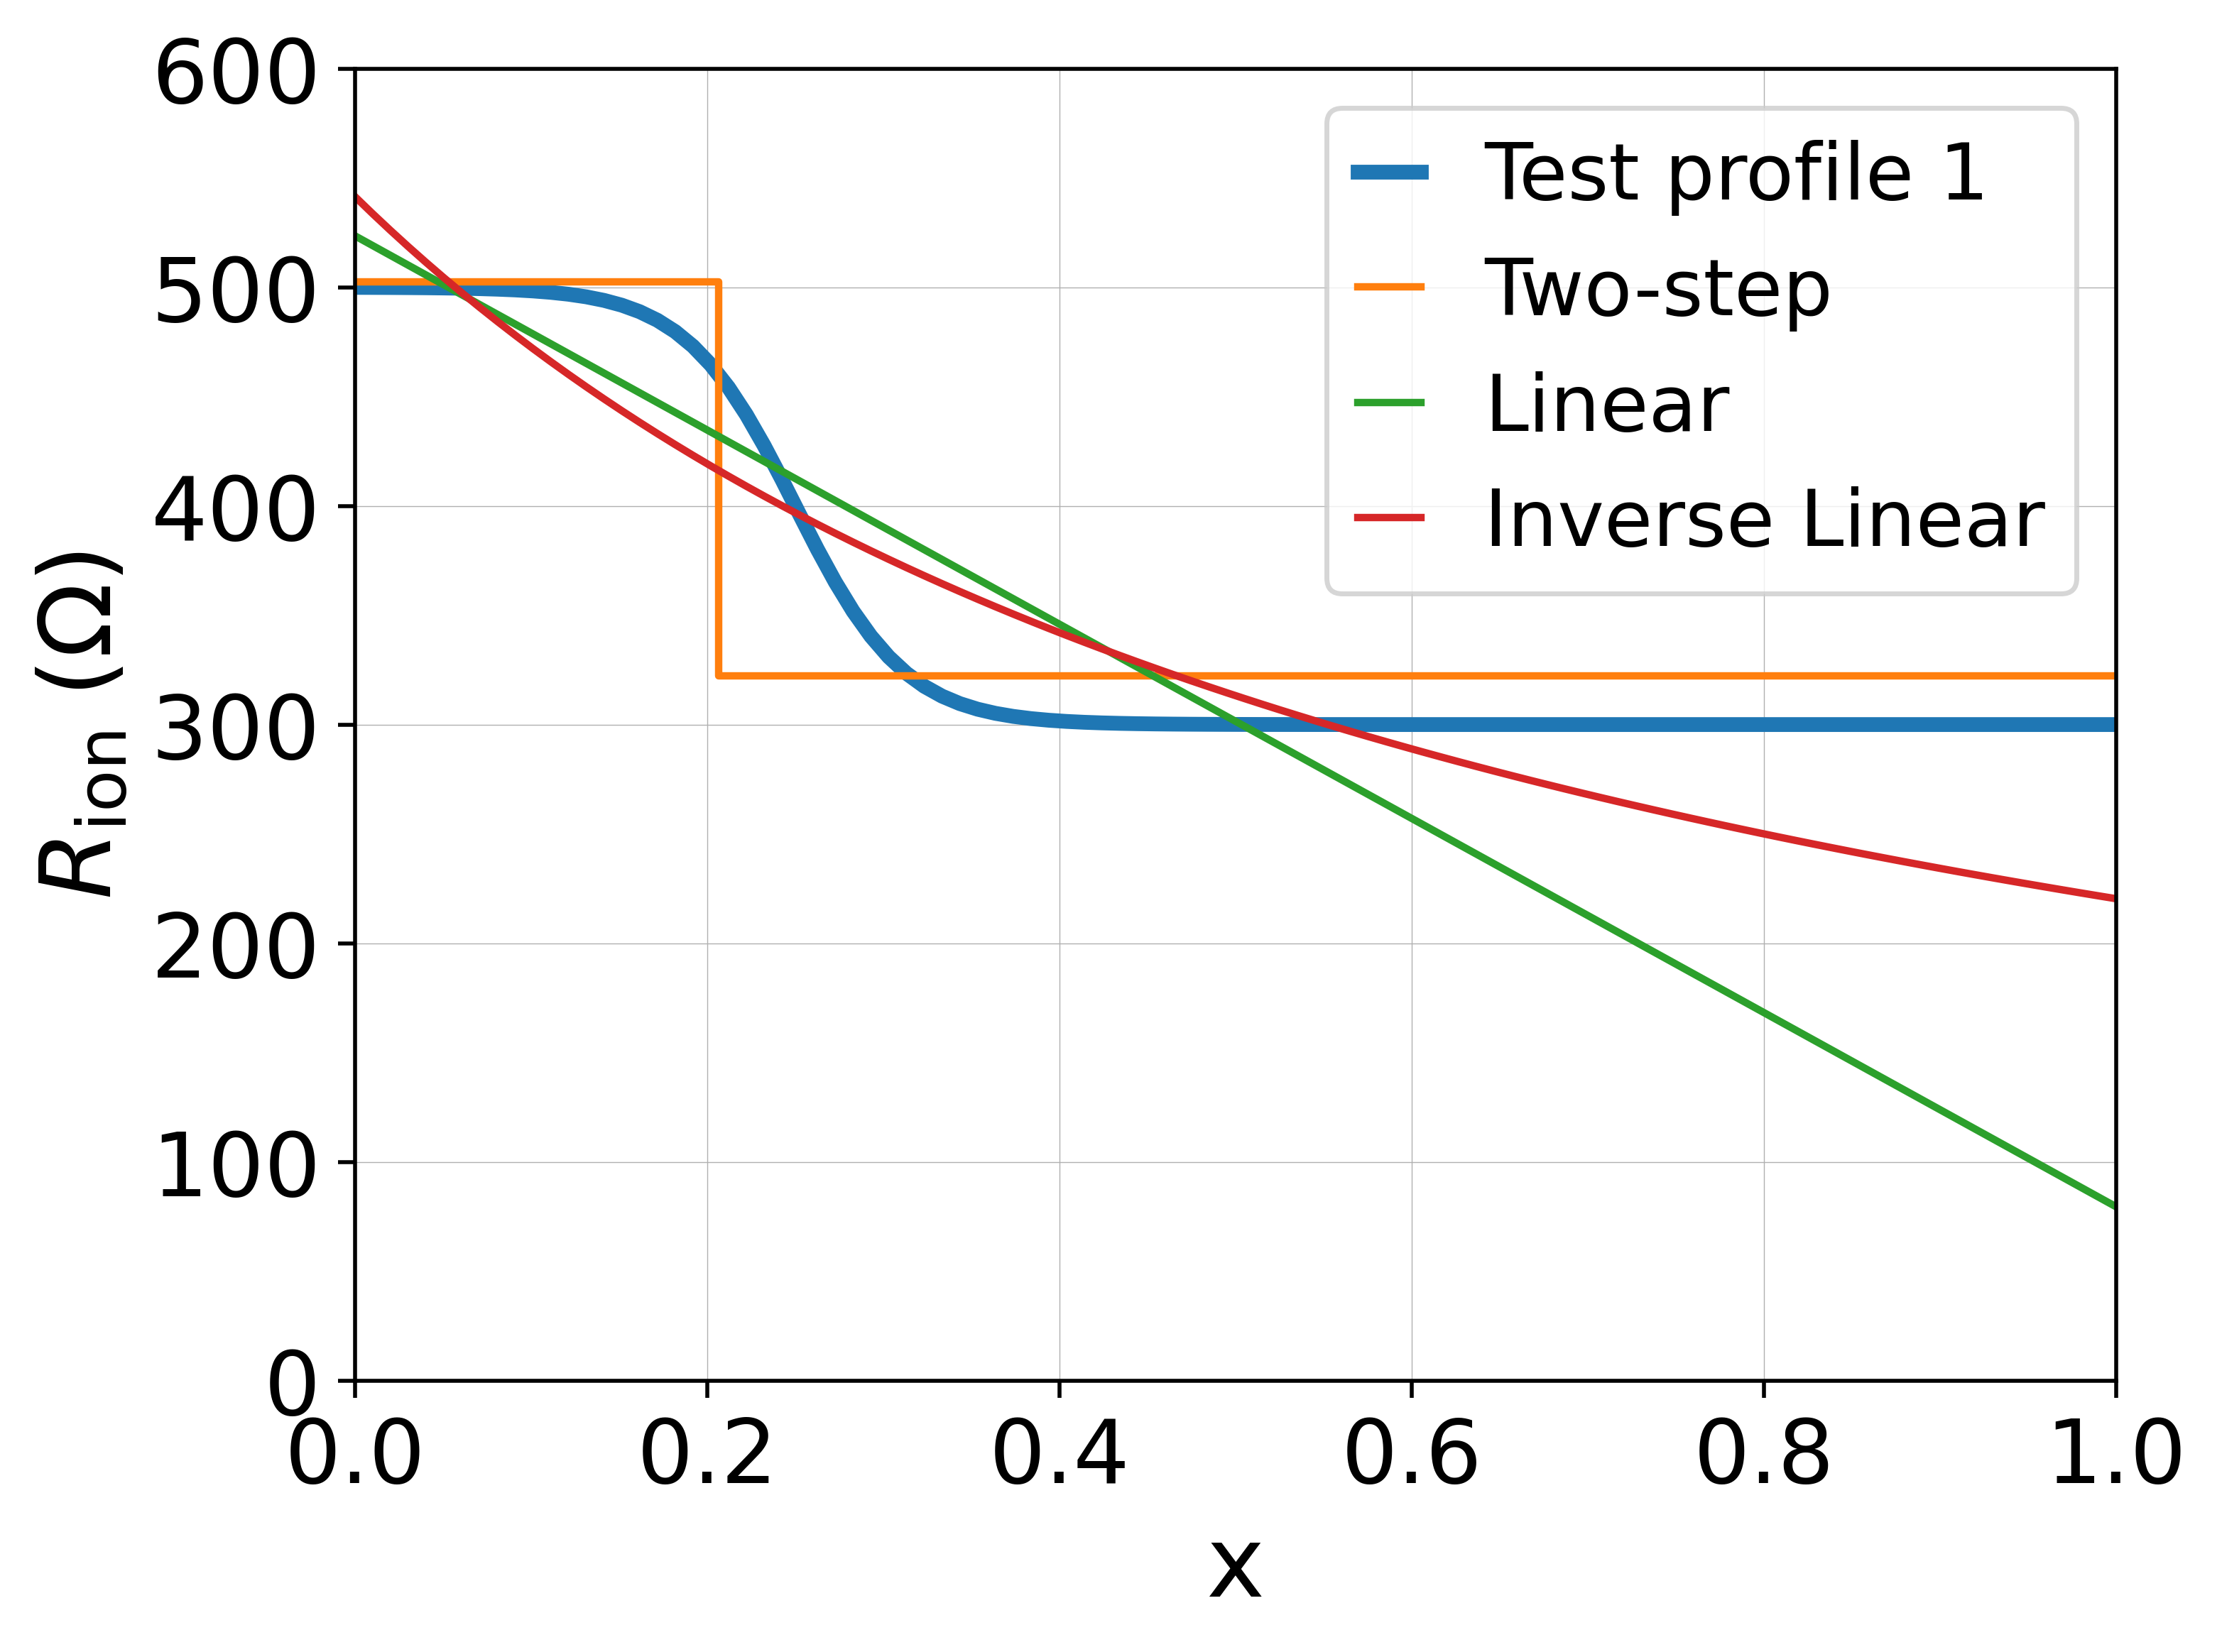 600
500
400
300
200
100
0
R_ion (Ω)
Test profile 1
Two-step
Linear
Inverse Linear
0.0 0.2 0.4 0.6 0.8 1.0
x